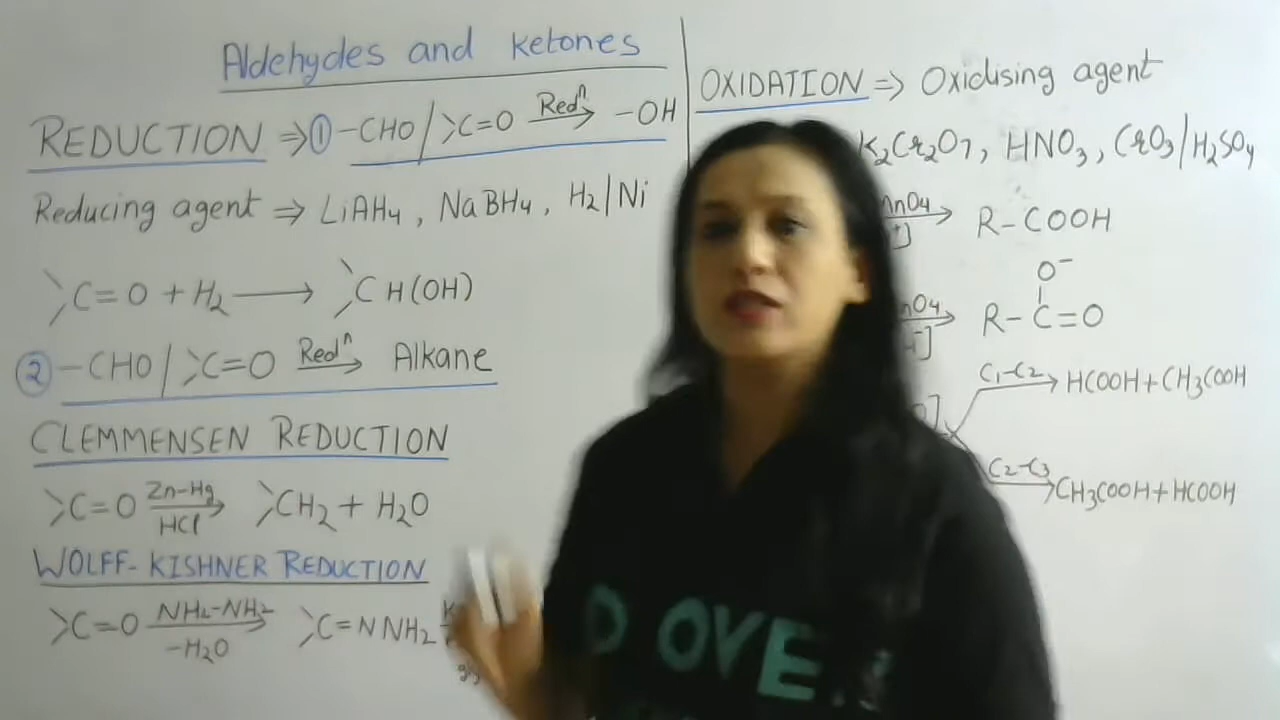 Aldehydes and ketones
REDUCTION ⇒ ① -CHO / >C=O Redⁿ → -OH
Reducing agent ⇒ LiAH4, NaBH4, H2/Ni
>C=O + H2 → >CH(OH)
② -CHO / >C=O Redⁿ → Alkane
CLEMMENSEN REDUCTION
>C=O Zn-Hg / HCl → >CH2 + H2O
WOLFF-KISHNER REDUCTION
>C=O NH2-NH2 / -H2O → >C=NNH2
OXIDATION ⇒ Oxidising agent
K2Cr2O7, HNO3, CrO3/H2SO4
nO4 → R-COOH
nO4 → R-C(O⁻)=O
C1-C2 → HCOOH + CH3COOH
C2-C3 → CH3COOH + HCOOH
OVE